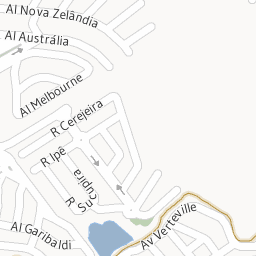 Al Nova Zelândia
Al Austrália
Al Melbourne
R Cerejeira
R Ipê
R Sucupira
Av Verteville
Al Garibaldi